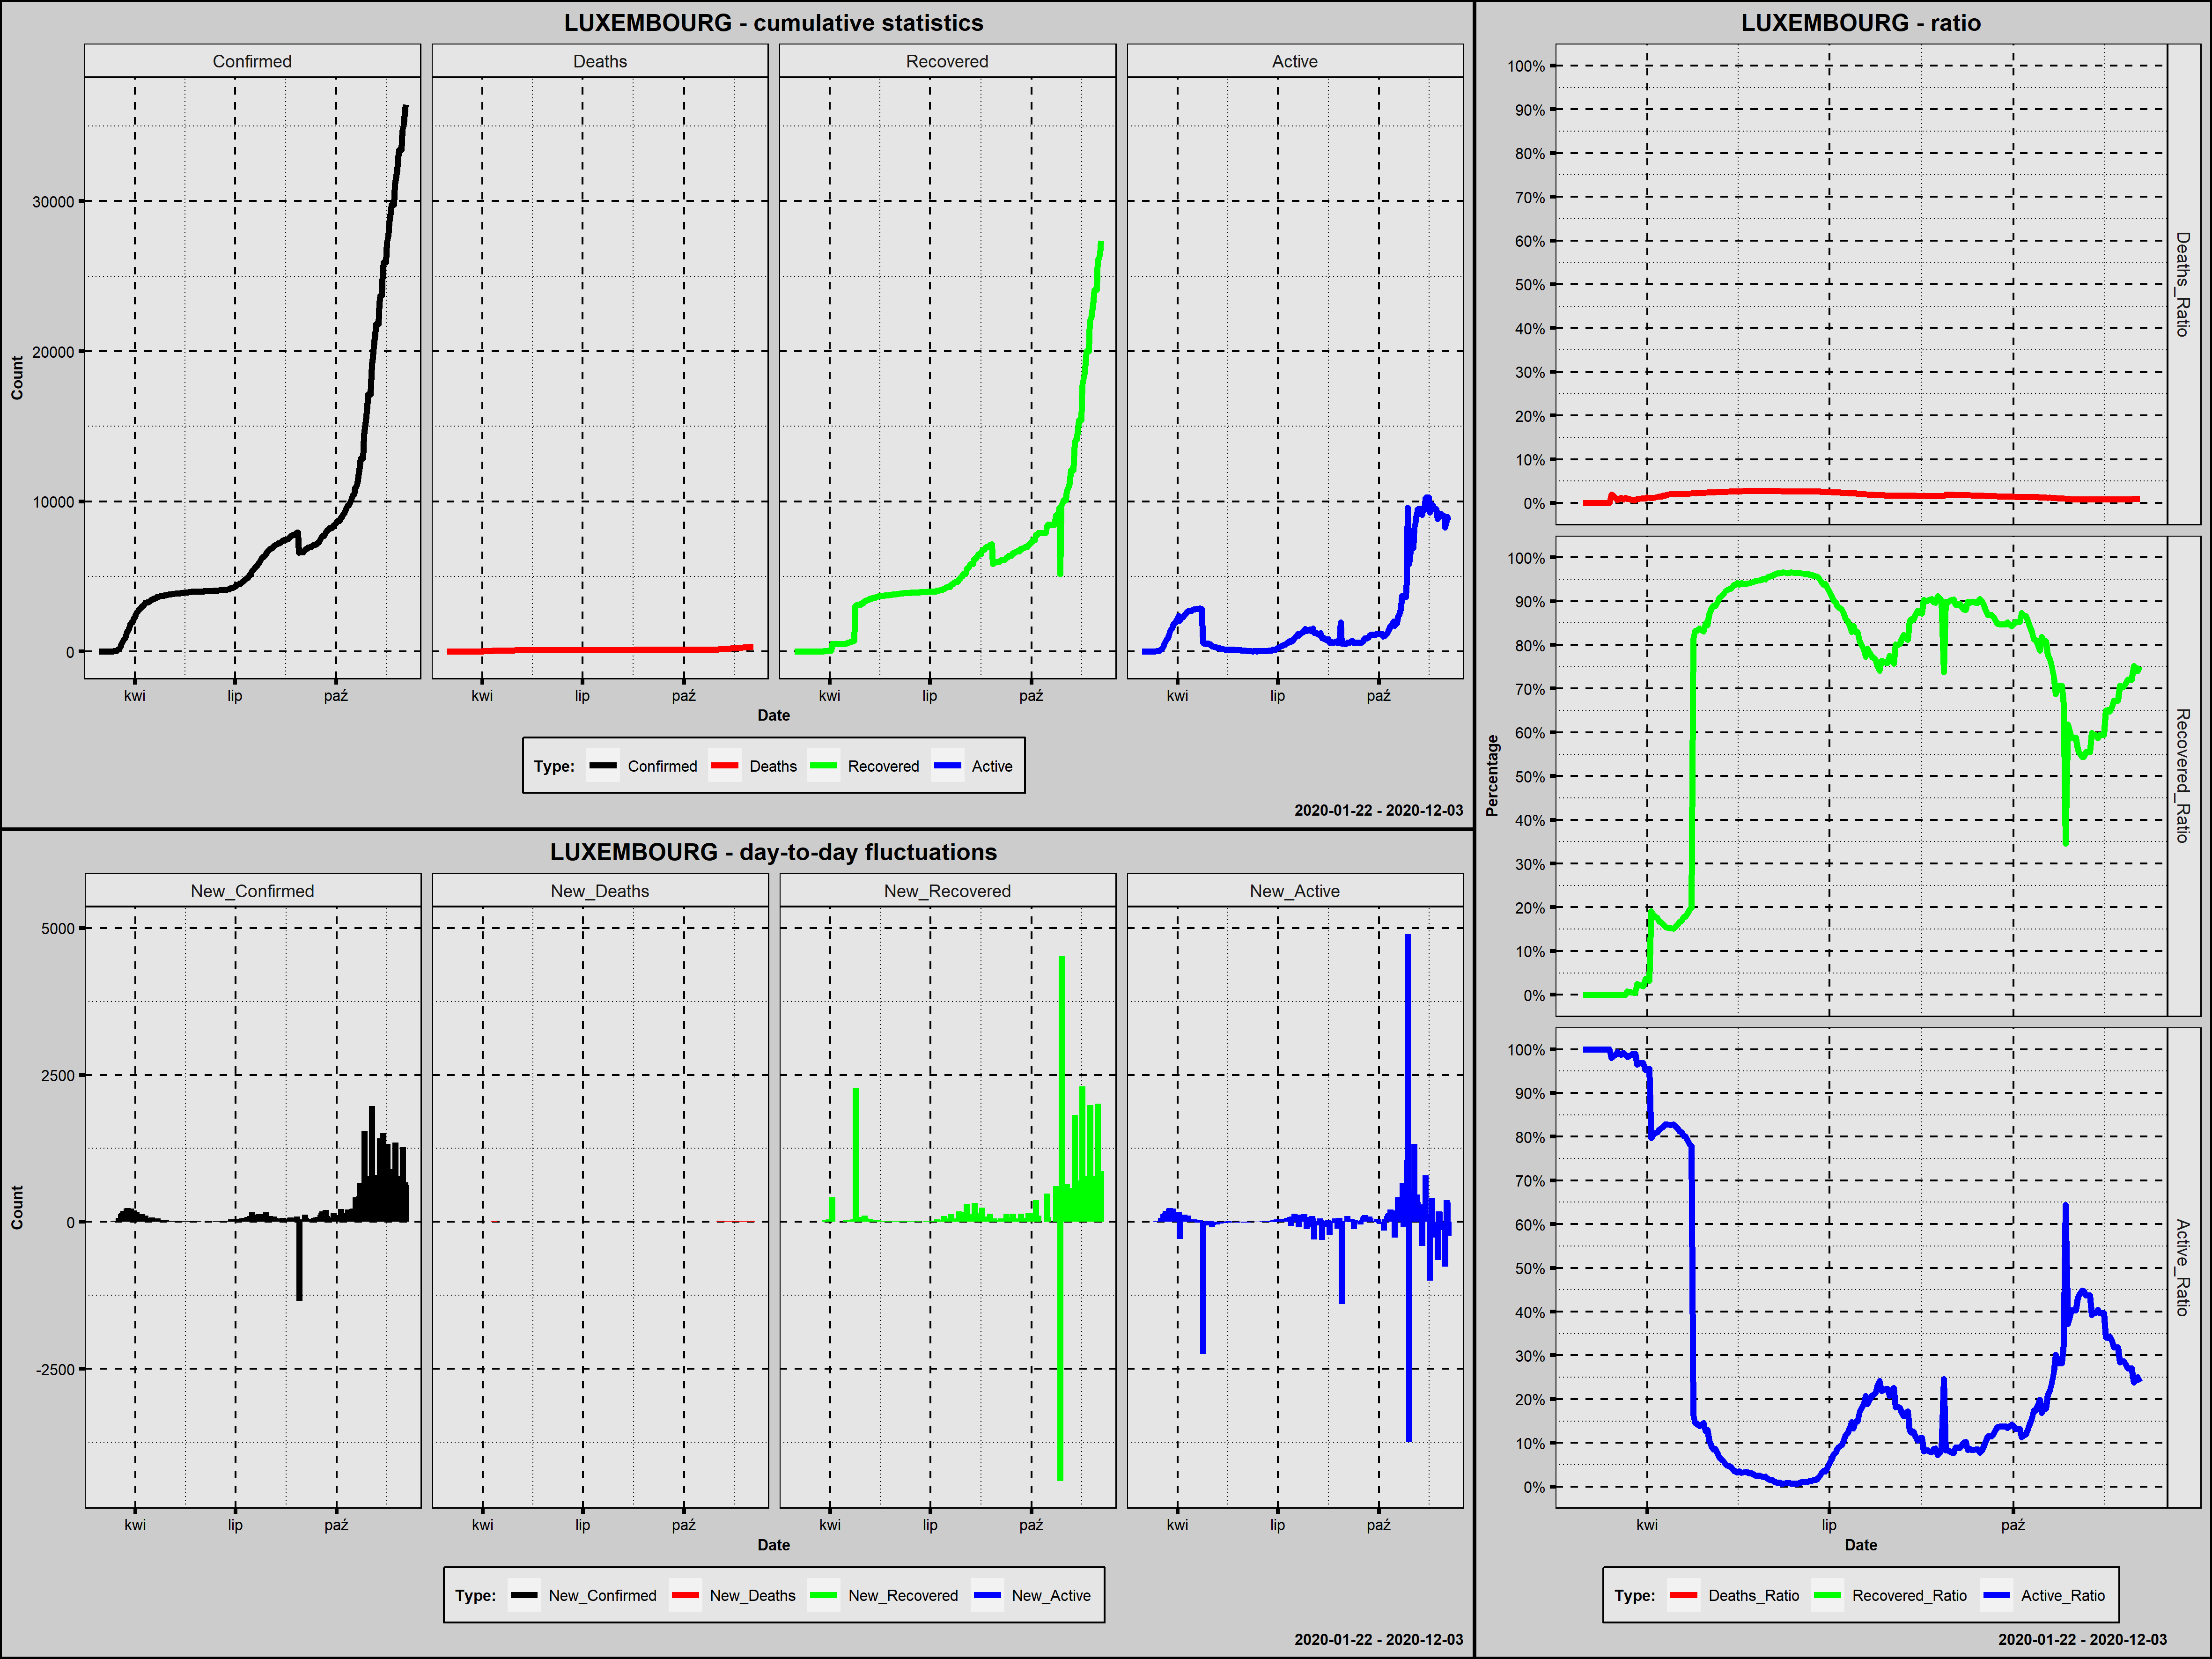 LUXEMBOURG - cumulative statistics
Confirmed Deaths Recovered Active
Count
30000
20000
10000
0
kwi lip paź kwi lip paź kwi lip paź kwi lip paź
Date
Type: Confirmed Deaths Recovered Active
2020-01-22 - 2020-12-03
LUXEMBOURG - day-to-day fluctuations
New_Confirmed New_Deaths New_Recovered New_Active
Count
5000
2500
0
-2500
kwi lip paź kwi lip paź kwi lip paź kwi lip paź
Date
Type: New_Confirmed New_Deaths New_Recovered New_Active
2020-01-22 - 2020-12-03
LUXEMBOURG - ratio
Percentage
100%
90%
80%
70%
60%
50%
40%
30%
20%
10%
0%
Deaths_Ratio
100%
90%
80%
70%
60%
50%
40%
30%
20%
10%
0%
Recovered_Ratio
100%
90%
80%
70%
60%
50%
40%
30%
20%
10%
0%
Active_Ratio
kwi lip paź
Date
Type: Deaths_Ratio Recovered_Ratio Active_Ratio
2020-01-22 - 2020-12-03